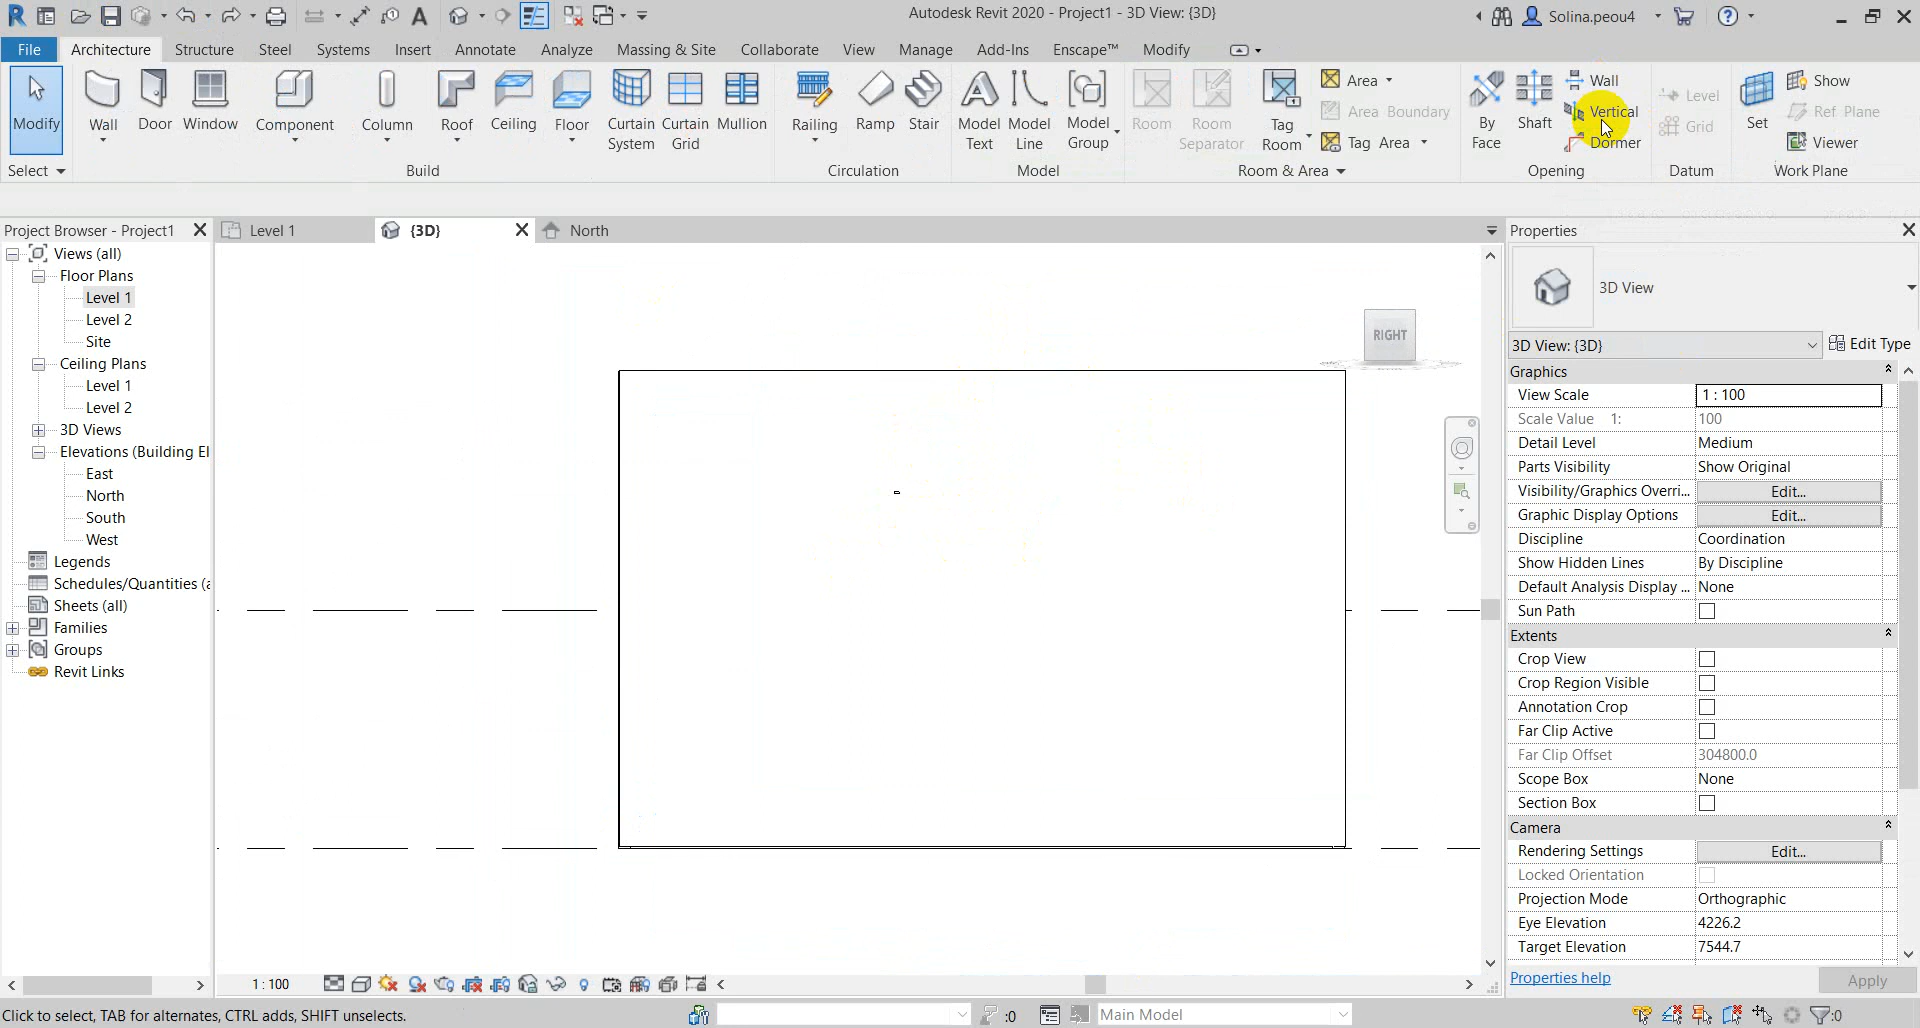 Autodesk Revit 2020 - Project1 - 3D View: {3D}
Solina.peou4
File Architecture Structure Steel Systems Insert Annotate Analyze Massing & Site Collaborate View Manage Add-Ins Enscape™ Modify
Modify
Wall
Door
Window
Component
Column
Roof
Ceiling
Floor
Curtain System
Curtain Grid
Mullion
Railing
Ramp
Stair
Model Text
Model Line
Model Group
Room
Room Separator
Tag Room
Area
Area Boundary
Tag Area
By Face
Shaft
Wall
Vertical
Dormer
Level
Grid
Set
Show
Ref Plane
Viewer
Select
Build
Circulation
Model
Room & Area
Opening
Datum
Work Plane
Project Browser - Project1
Views (all)
Floor Plans
Level 1
Level 2
Site
Ceiling Plans
Level 1
Level 2
3D Views
Elevations (Building El
East
North
South
West
Legends
Schedules/Quantities (a
Sheets (all)
Families
Groups
Revit Links
Level 1
{3D}
North
RIGHT
Properties
3D View
3D View: {3D}
Edit Type
Graphics
View Scale 1 : 100
Scale Value 1: 100
Detail Level Medium
Parts Visibility Show Original
Visibility/Graphics Overri... Edit...
Graphic Display Options Edit...
Discipline Coordination
Show Hidden Lines By Discipline
Default Analysis Display ... None
Sun Path
Extents
Crop View
Crop Region Visible
Annotation Crop
Far Clip Active
Far Clip Offset 304800.0
Scope Box None
Section Box
Camera
Rendering Settings Edit...
Locked Orientation
Projection Mode Orthographic
Eye Elevation 4226.2
Target Elevation 7544.7
Properties help
Apply
1 : 100
Click to select, TAB for alternates, CTRL adds, SHIFT unselects.
:0
Main Model
:0